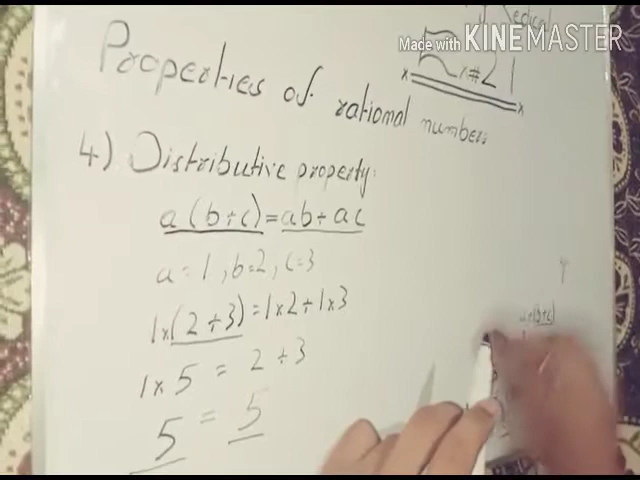 Made with KINEMASTER
# 21
Properties of rational numbers
4) Distributive property:
a (b+c) = ab + ac
a = 1 , b=2 , c=3
1×(2+3) = 1×2+1×3
1×5 = 2+3
5 = 5